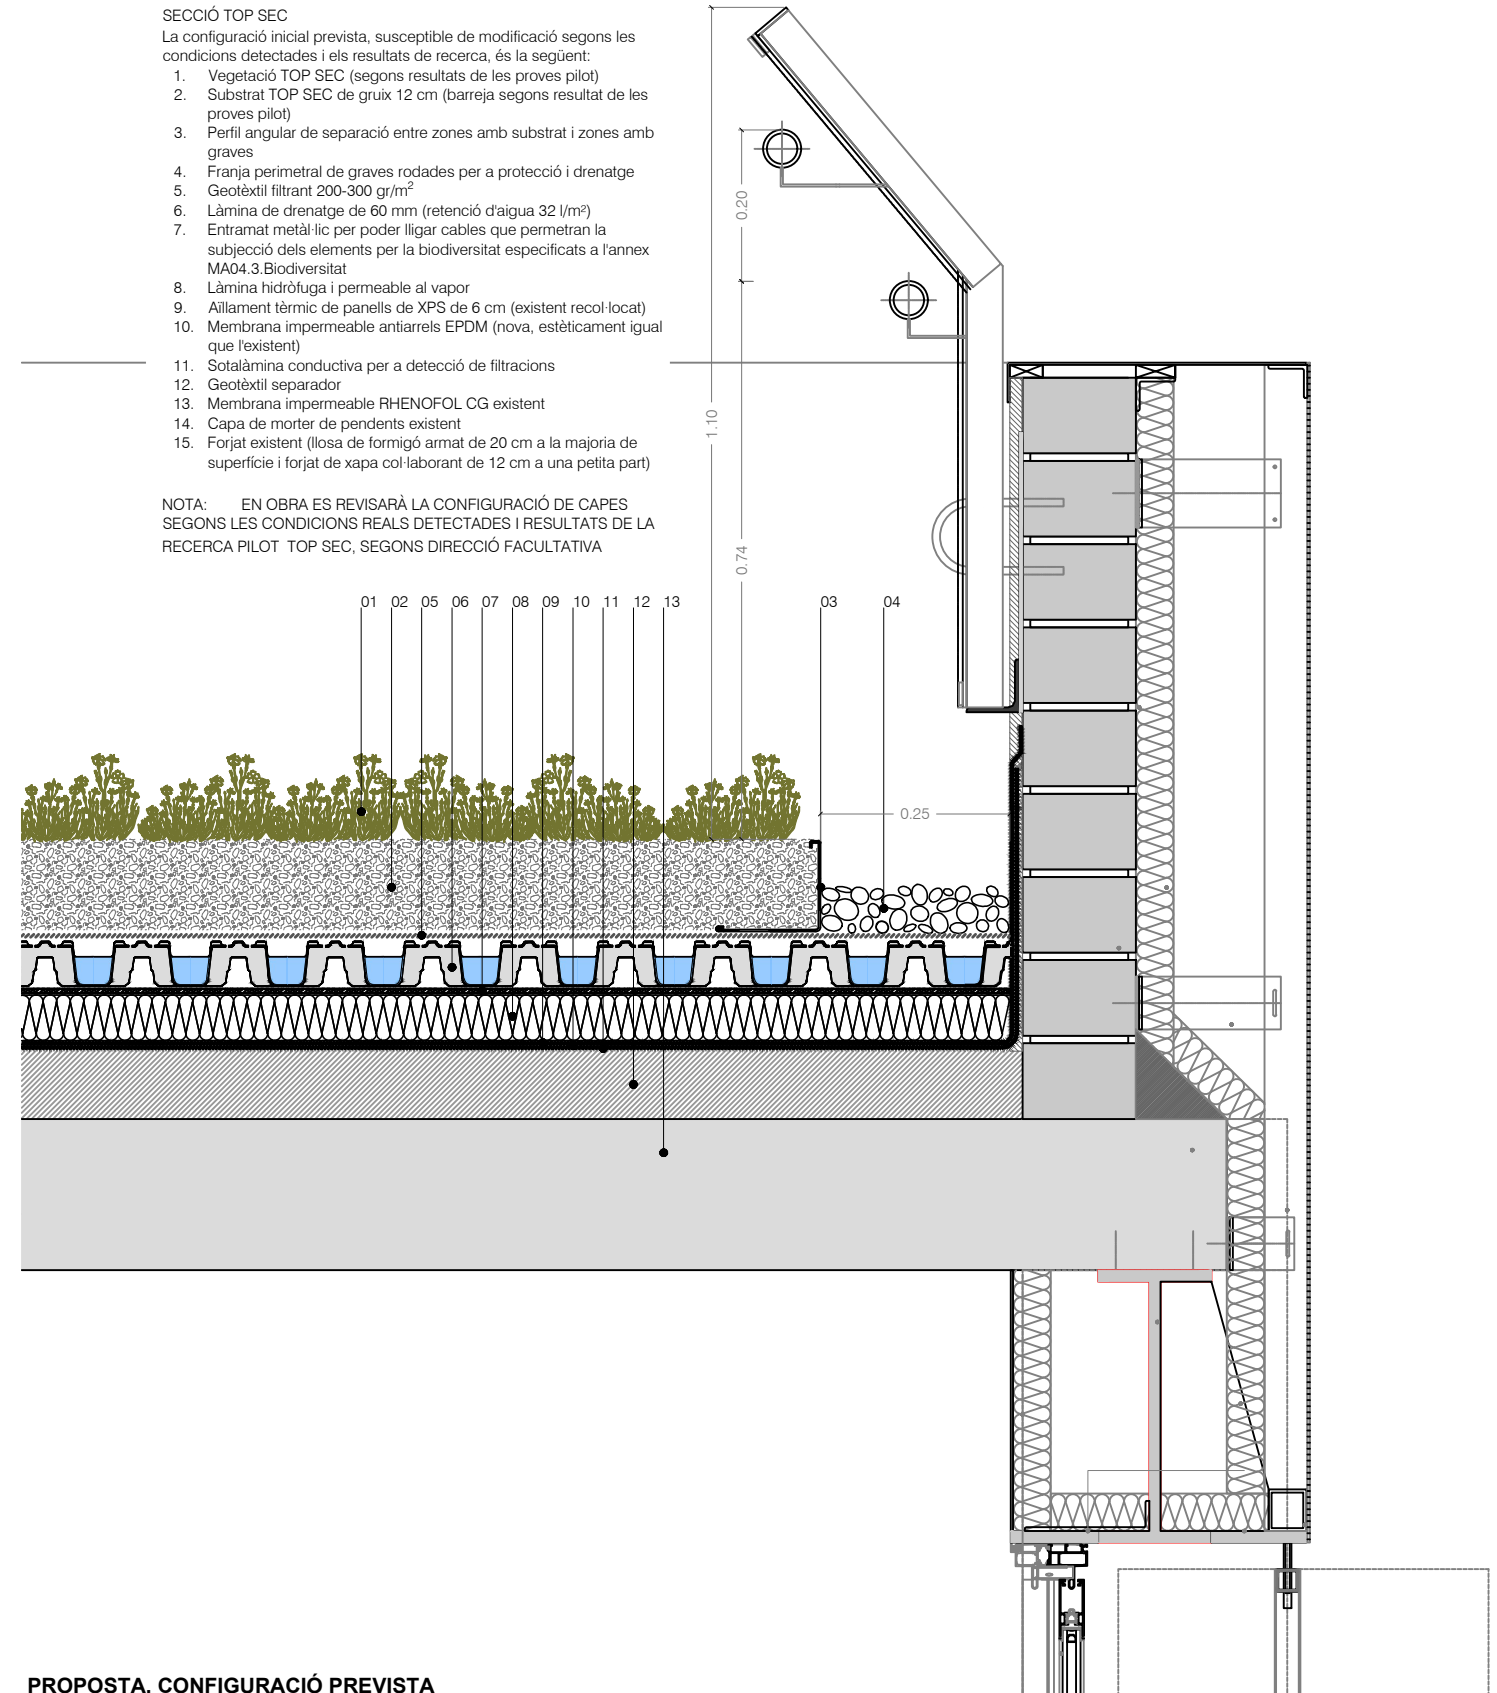 SECCIÓ TOP SEC
La configuració inicial prevista, susceptible de modificació segons les
condicions detectades i els resultats de recerca, és la següent:
1. Vegetació TOP SEC (segons resultats de les proves pilot)
2. Substrat TOP SEC de gruix 12 cm (barreja segons resultat de les
proves pilot)
3. Perfil angular de separació entre zones amb substrat i zones amb
graves
4. Franja perimetral de graves rodades per a protecció i drenatge
5. Geotèxtil filtrant 200-300 gr/m²
6. Làmina de drenatge de 60 mm (retenció d'aigua 32 l/m²)
7. Entramat metàl·lic per poder lligar cables que permetran la
subjecció dels elements per la biodiversitat especificats a l'annex
MA04.3.Biodiversitat
8. Làmina hidròfuga i permeable al vapor
9. Aïllament tèrmic de panells de XPS de 6 cm (existent recol·locat)
10. Membrana impermeable antiarrels EPDM (nova, estèticament igual
que l'existent)
11. Sotalàmina conductiva per a detecció de filtracions
12. Geotèxtil separador
13. Membrana impermeable RHENOFOL CG existent
14. Capa de morter de pendents existent
15. Forjat existent (llosa de formigó armat de 20 cm a la majoria de
superfície i forjat de xapa col·laborant de 12 cm a una petita part)
NOTA: EN OBRA ES REVISARÀ LA CONFIGURACIÓ DE CAPES
SEGONS LES CONDICIONS REALS DETECTADES I RESULTATS DE LA
RECERCA PILOT TOP SEC, SEGONS DIRECCIÓ FACULTATIVA
0.20
1.10
0.74
01 02 05 06 07 08 09 10 11 12 13 03 04
0.25
PROPOSTA. CONFIGURACIÓ PREVISTA